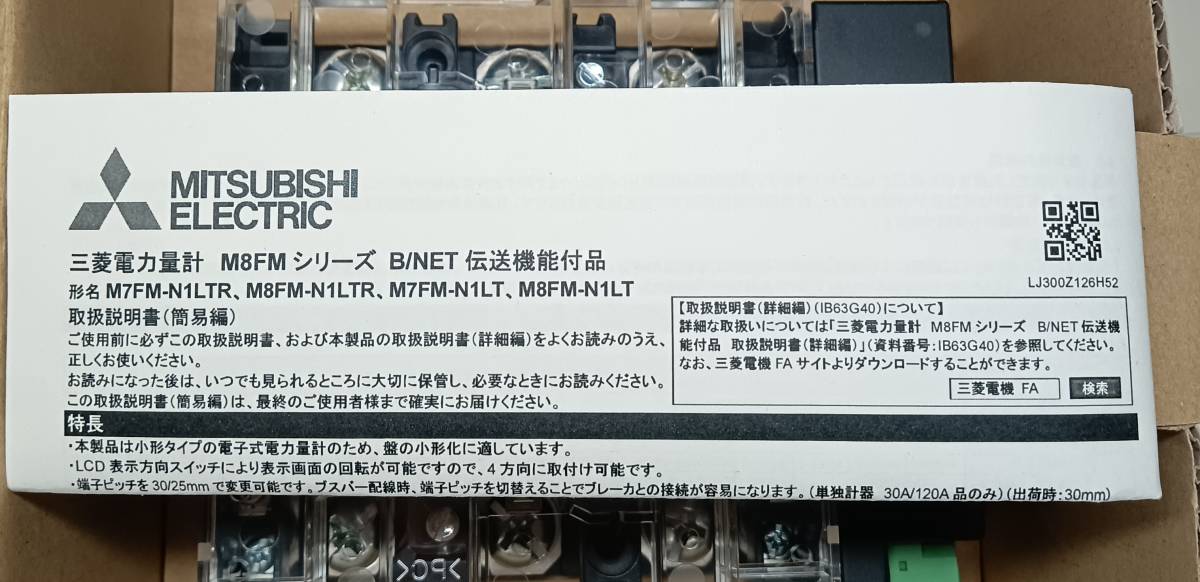 MITSUBISHI
ELECTRIC
三菱電力量計 M8FM シリーズ B/NET 伝送機能付品
形名 M7FM-N1LTR、M8FM-N1LTR、M7FM-N1LT、M8FM-N1LT
取扱説明書(簡易編)
ご使用前に必ずこの取扱説明書、および本製品の取扱説明書(詳細編)をよくお読みのうえ、
正しくお使いください。
お読みになった後は、いつでも見られるところに大切に保管し、必要なときにお読みください。
この取扱説明書(簡易編)は、最終のご使用者様まで確実にお届けください。
LJ300Z126H52
【取扱説明書(詳細編)(IB63G40)について】
詳細な取扱いについては「三菱電力量計 M8FM シリーズ B/NET 伝送機
能付品 取扱説明書(詳細編)」(資料番号:IB63G40)を参照してください。
なお、三菱電機 FA サイトよりダウンロードすることができます。
三菱電機 FA 検索
特長
・本製品は小形タイプの電子式電力量計のため、盤の小形化に適しています。
・LCD 表示方向スイッチにより表示画面の回転が可能ですので、4 方向に取付け可能です。
・端子ピッチを 30/25mm で変更可能です。ブスバー配線時、端子ピッチを切替えることでブレーカとの接続が容易になります。(単独計器 30A/120A 品のみ)(出荷時:30mm)
>PC<